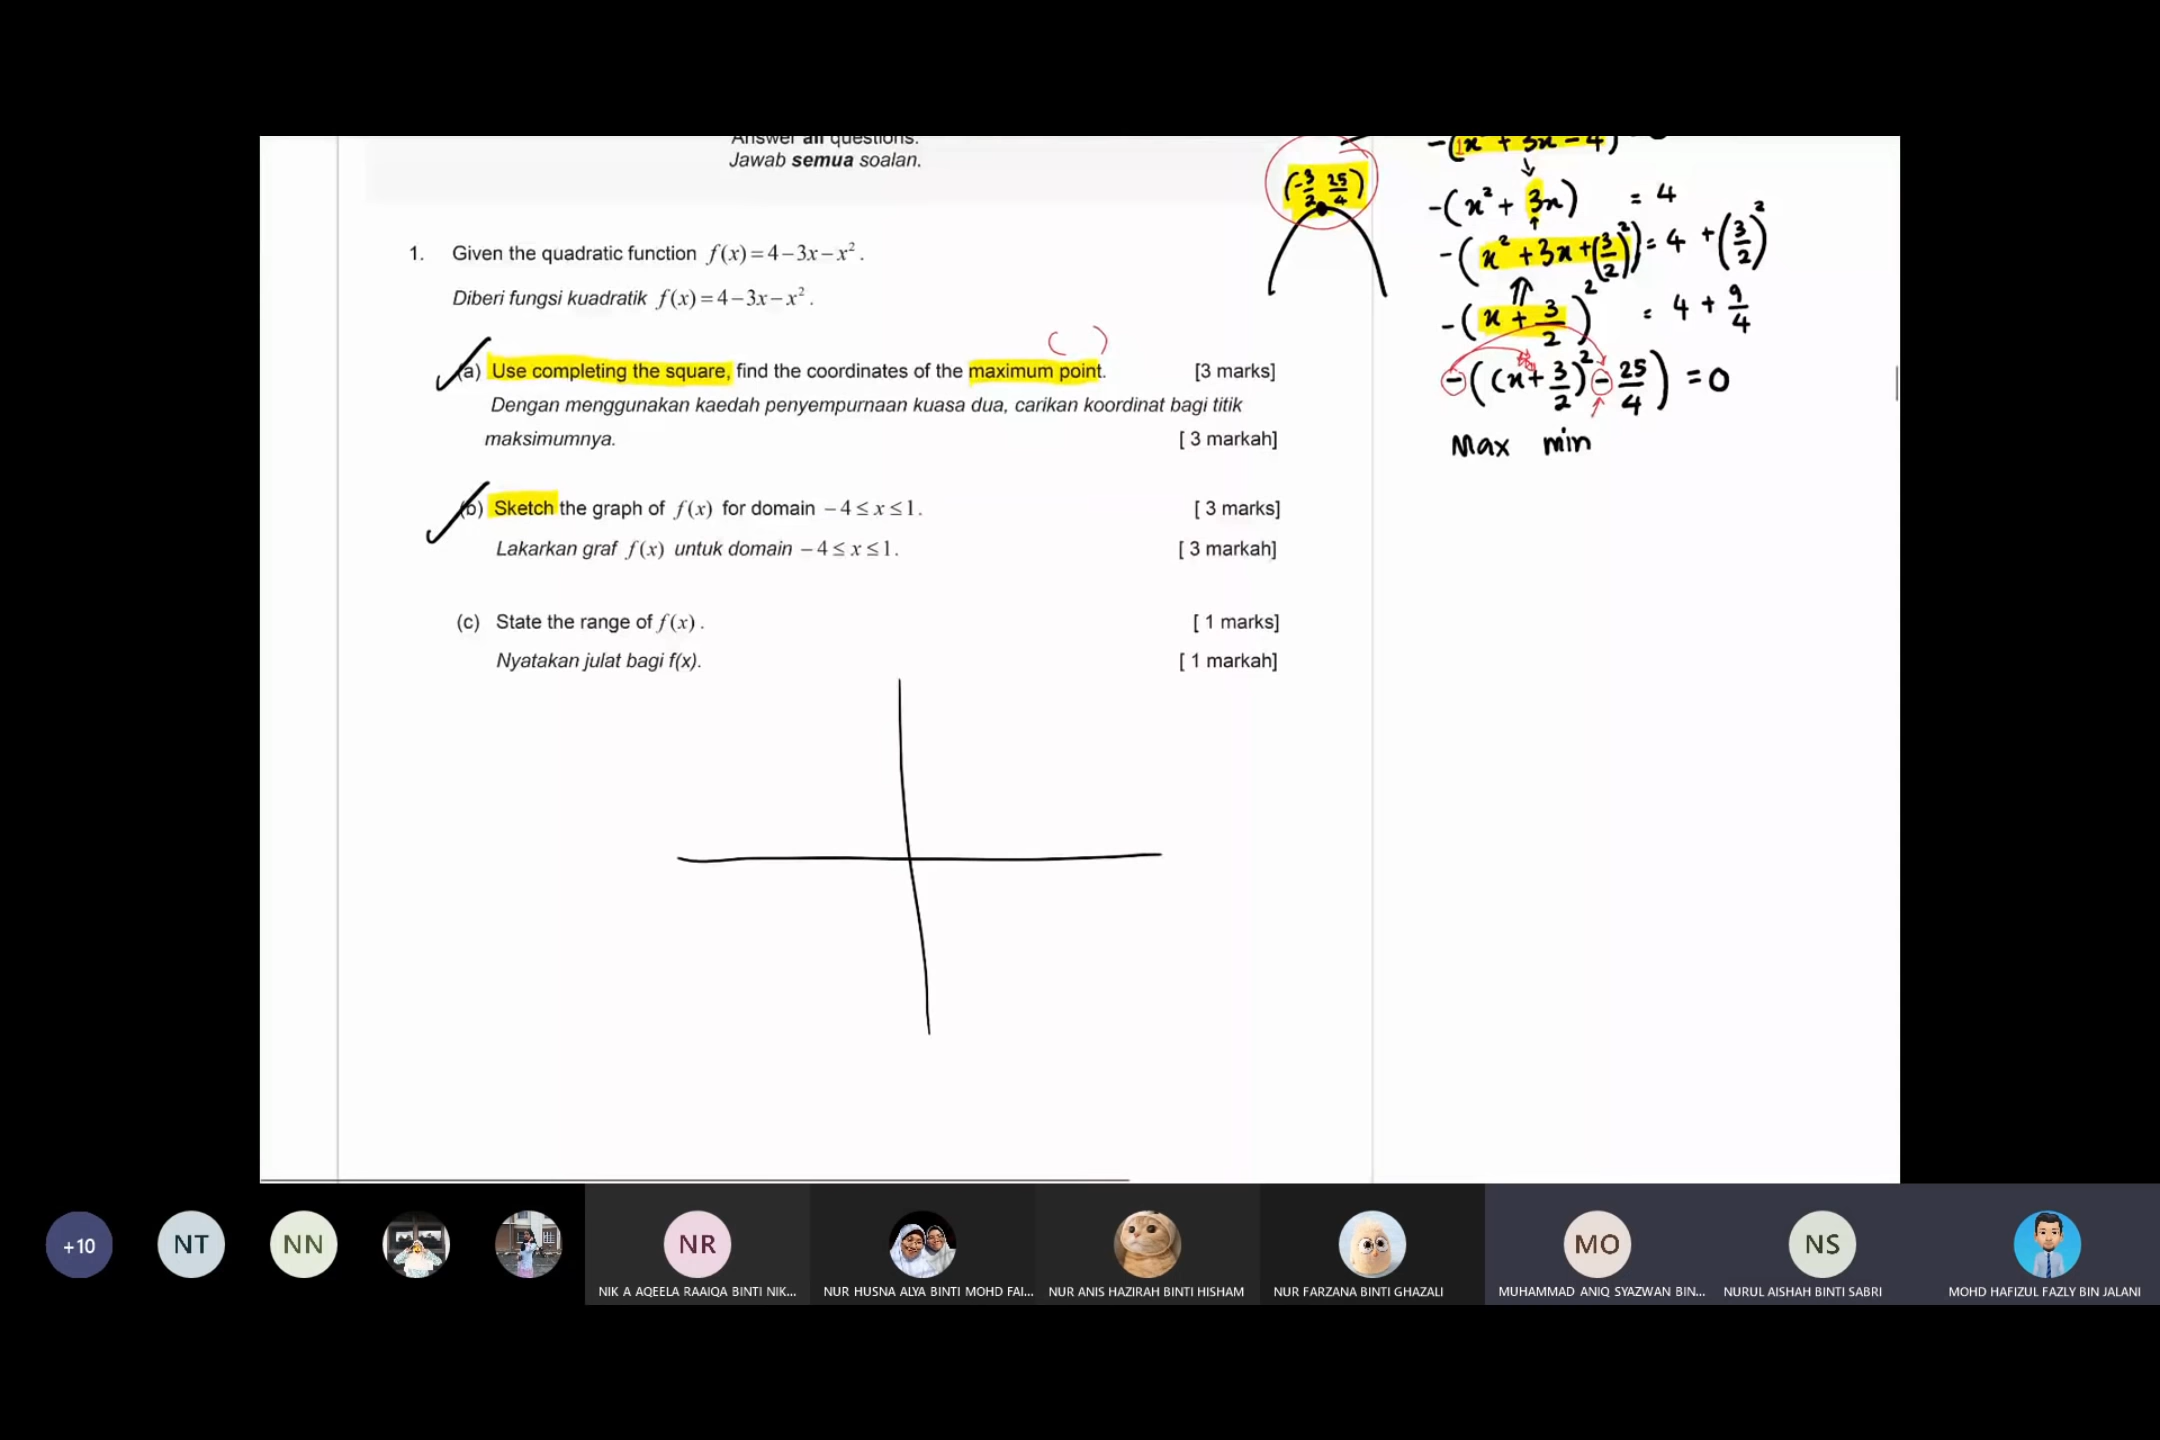 Answer all questions.
Jawab semua soalan.
1. Given the quadratic function f(x) = 4 − 3x − x².
Diberi fungsi kuadratik f(x) = 4 − 3x − x².
( )
(a) Use completing the square, find the coordinates of the maximum point. [3 marks]
Dengan menggunakan kaedah penyempurnaan kuasa dua, carikan koordinat bagi titik
maksimumnya. [ 3 markah]
(b) Sketch the graph of f(x) for domain − 4 ≤ x ≤ 1. [ 3 marks]
Lakarkan graf f(x) untuk domain − 4 ≤ x ≤ 1. [ 3 markah]
(c) State the range of f(x). [ 1 marks]
Nyatakan julat bagi f(x). [ 1 markah]
(-3/2 25/4)
-(1x² + 3x - 4)
-(x² + 3x) = 4
-(x² + 3x + (3/2)²) = 4 + (3/2)²
-(x + 3/2)² = 4 + 9/4
-((x + 3/2)² - 25/4) = 0
Max min
+10
NT
NN
NR
NIK A AQEELA RAAIQA BINTI NIK...
NUR HUSNA ALYA BINTI MOHD FAI...
NUR ANIS HAZIRAH BINTI HISHAM
NUR FARZANA BINTI GHAZALI
MO
MUHAMMAD ANIQ SYAZWAN BIN...
NS
NURUL AISHAH BINTI SABRI
MOHD HAFIZUL FAZLY BIN JALANI